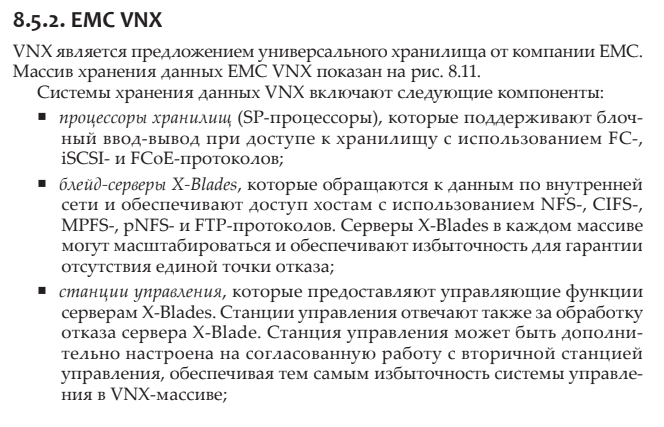 8.5.2. EMC VNX
VNX является предложением универсального хранилища от компании EMC.
Массив хранения данных EMC VNX показан на рис. 8.11.
Системы хранения данных VNX включают следующие компоненты:
▪ процессоры хранилищ (SP-процессоры), которые поддерживают блоч-
ный ввод-вывод при доступе к хранилищу с использованием FC-,
iSCSI- и FCoE-протоколов;
▪ блейд-серверы X-Blades, которые обращаются к данным по внутренней
сети и обеспечивают доступ хостам с использованием NFS-, CIFS-,
MPFS-, pNFS- и FTP-протоколов. Серверы X-Blades в каждом массиве
могут масштабироваться и обеспечивают избыточность для гарантии
отсутствия единой точки отказа;
▪ станции управления, которые предоставляют управляющие функции
серверам X-Blades. Станции управления отвечают также за обработку
отказа сервера X-Blade. Станция управления может быть дополни-
тельно настроена на согласованную работу с вторичной станцией
управления, обеспечивая тем самым избыточность системы управле-
ния в VNX-массиве;